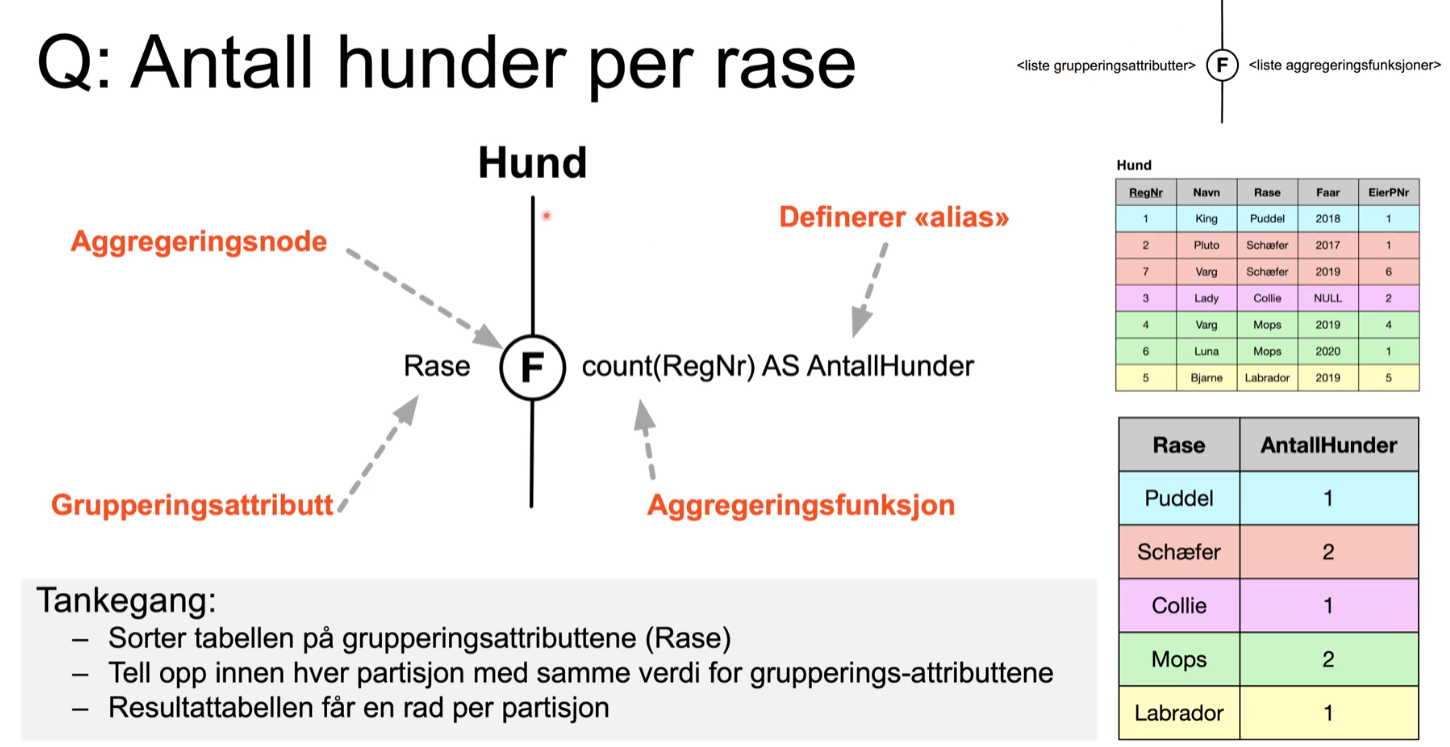 Q: Antall hunder per rase
<liste grupperingsattributter> F <liste aggregeringsfunksjoner>
Hund
Aggregeringsnode
Definerer «alias»
Rase F count(RegNr) AS AntallHunder
Grupperingsattributt
Aggregeringsfunksjon
Tankegang:
– Sorter tabellen på grupperingsattributtene (Rase)
– Tell opp innen hver partisjon med samme verdi for grupperings-attributtene
– Resultattabellen får en rad per partisjon
Hund
RegNr Navn Rase Faar EierPNr
1 King Puddel 2018 1
2 Pluto Schæfer 2017 1
7 Varg Schæfer 2019 6
3 Lady Collie NULL 2
4 Varg Mops 2019 4
6 Luna Mops 2020 1
5 Bjarne Labrador 2019 5
Rase AntallHunder
Puddel 1
Schæfer 2
Collie 1
Mops 2
Labrador 1